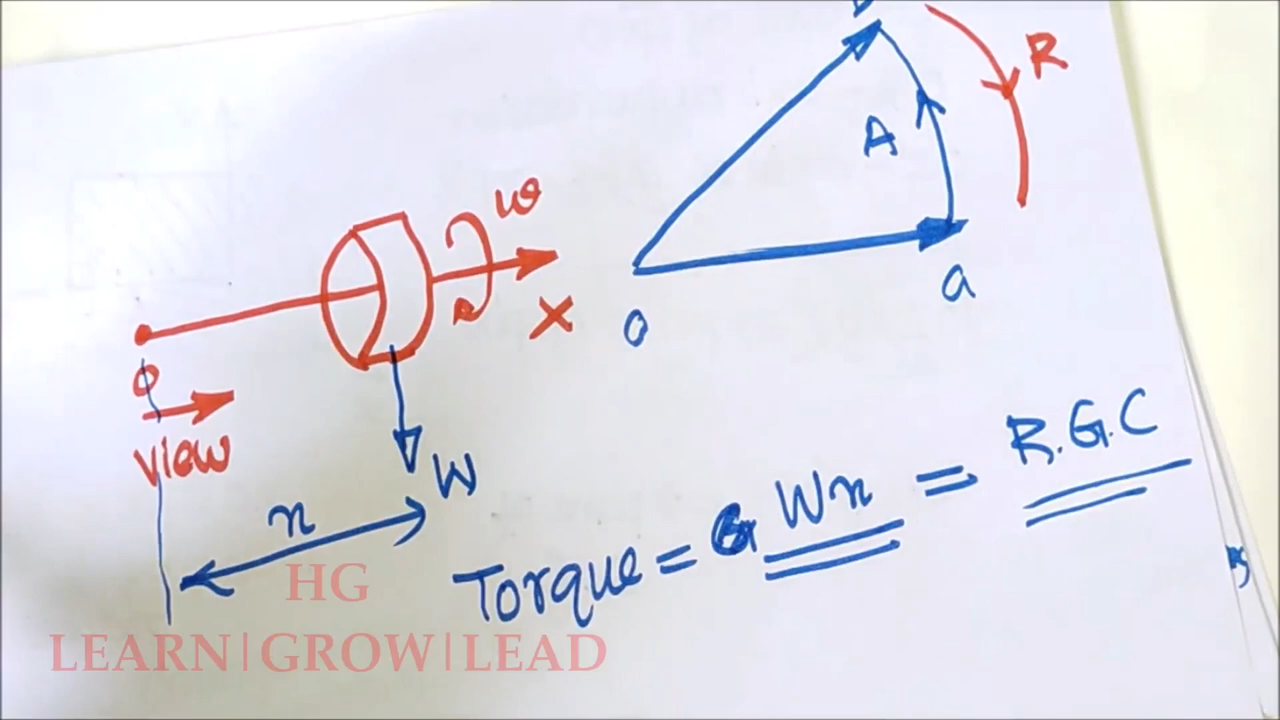 R
A
ω
a
X
o
O
View
R.G.C
W
Torque = G Wx = R.G.C
x
HG
LEARN|GROW|LEAD